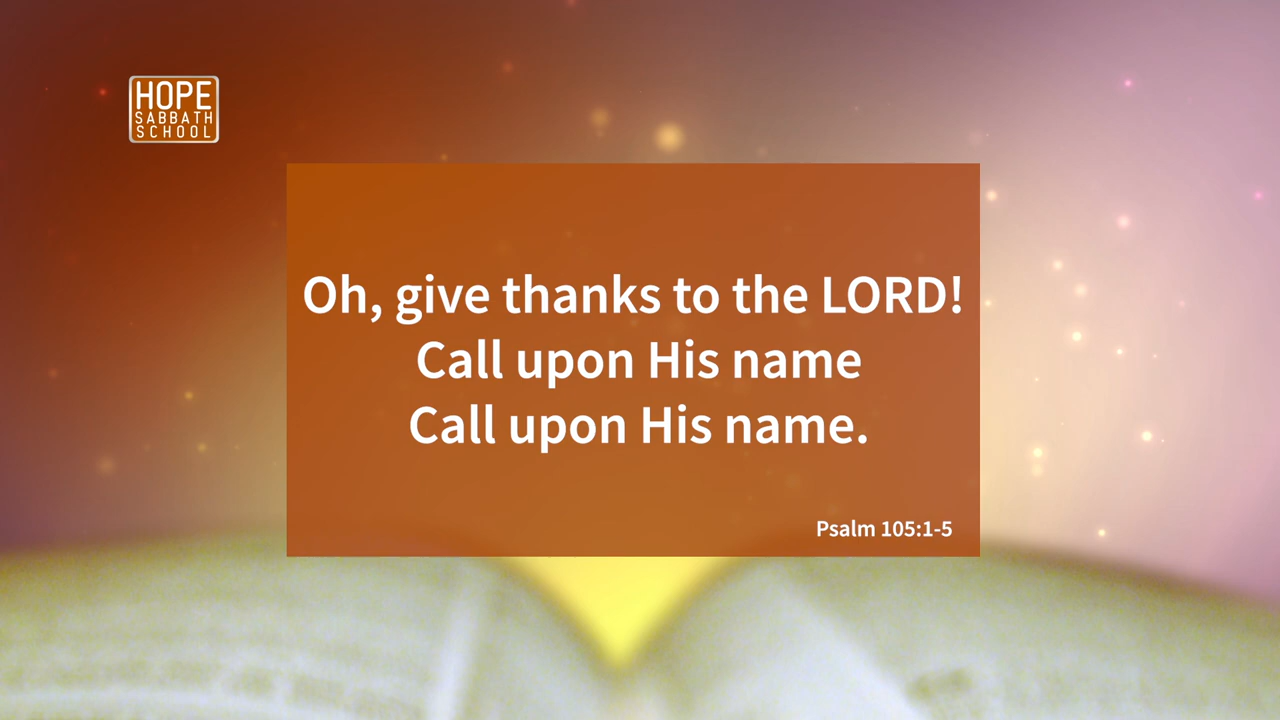 HOPE
SABBATH
SCHOOL
Oh, give thanks to the LORD!
Call upon His name
Call upon His name.
Psalm 105:1-5